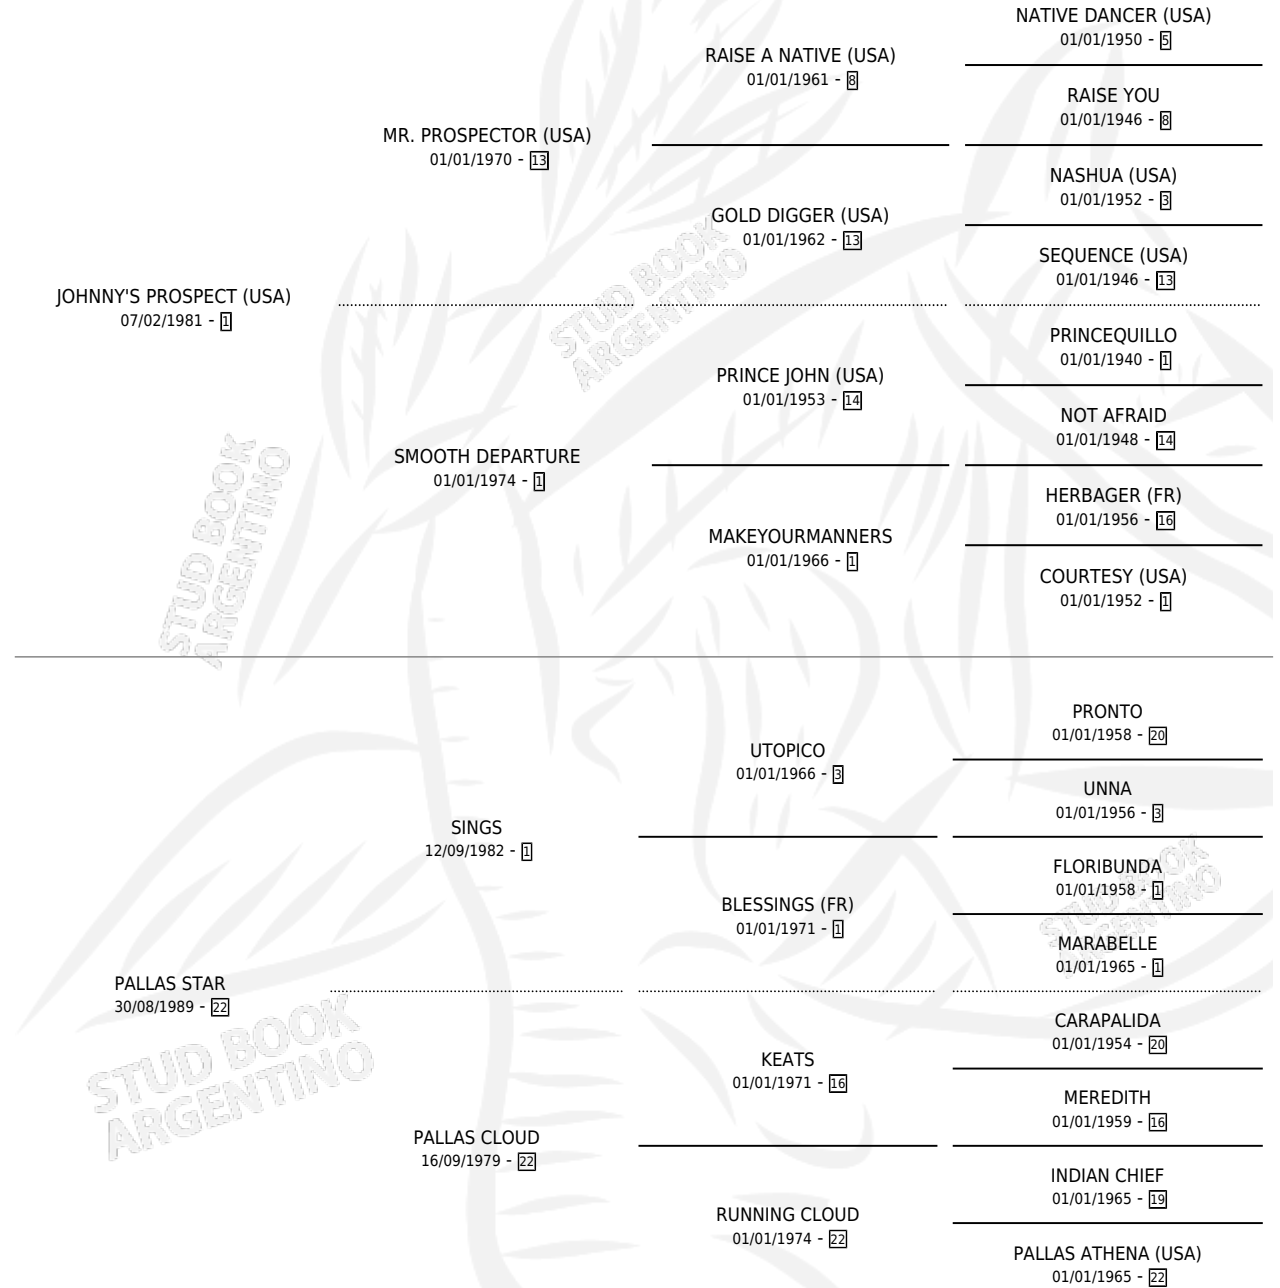 NATIVE DANCER (USA)
01/01/1950 - 5
RAISE A NATIVE (USA)
01/01/1961 - 8
RAISE YOU
01/01/1946 - 8
MR. PROSPECTOR (USA)
01/01/1970 - 13
NASHUA (USA)
01/01/1952 - 3
GOLD DIGGER (USA)
01/01/1962 - 13
SEQUENCE (USA)
01/01/1946 - 13
JOHNNY'S PROSPECT (USA)
07/02/1981 - 1
PRINCEQUILLO
01/01/1940 - 1
PRINCE JOHN (USA)
01/01/1953 - 14
NOT AFRAID
01/01/1948 - 14
SMOOTH DEPARTURE
01/01/1974 - 1
HERBAGER (FR)
01/01/1956 - 16
MAKEYOURMANNERS
01/01/1966 - 1
COURTESY (USA)
01/01/1952 - 1
PRONTO
01/01/1958 - 20
UTOPICO
01/01/1966 - 3
UNNA
01/01/1956 - 3
SINGS
12/09/1982 - 1
FLORIBUNDA
01/01/1958 - 1
BLESSINGS (FR)
01/01/1971 - 1
MARABELLE
01/01/1965 - 1
PALLAS STAR
30/08/1989 - 22
CARAPALIDA
01/01/1954 - 20
KEATS
01/01/1971 - 16
MEREDITH
01/01/1959 - 16
PALLAS CLOUD
16/09/1979 - 22
INDIAN CHIEF
01/01/1965 - 19
RUNNING CLOUD
01/01/1974 - 22
PALLAS ATHENA (USA)
01/01/1965 - 22
STUD BOOK
ARGENTINO
STUD BOOK
ARGENTINO
STUD BOOK
ARGENTINO
STUD BOOK
ARGENTINO